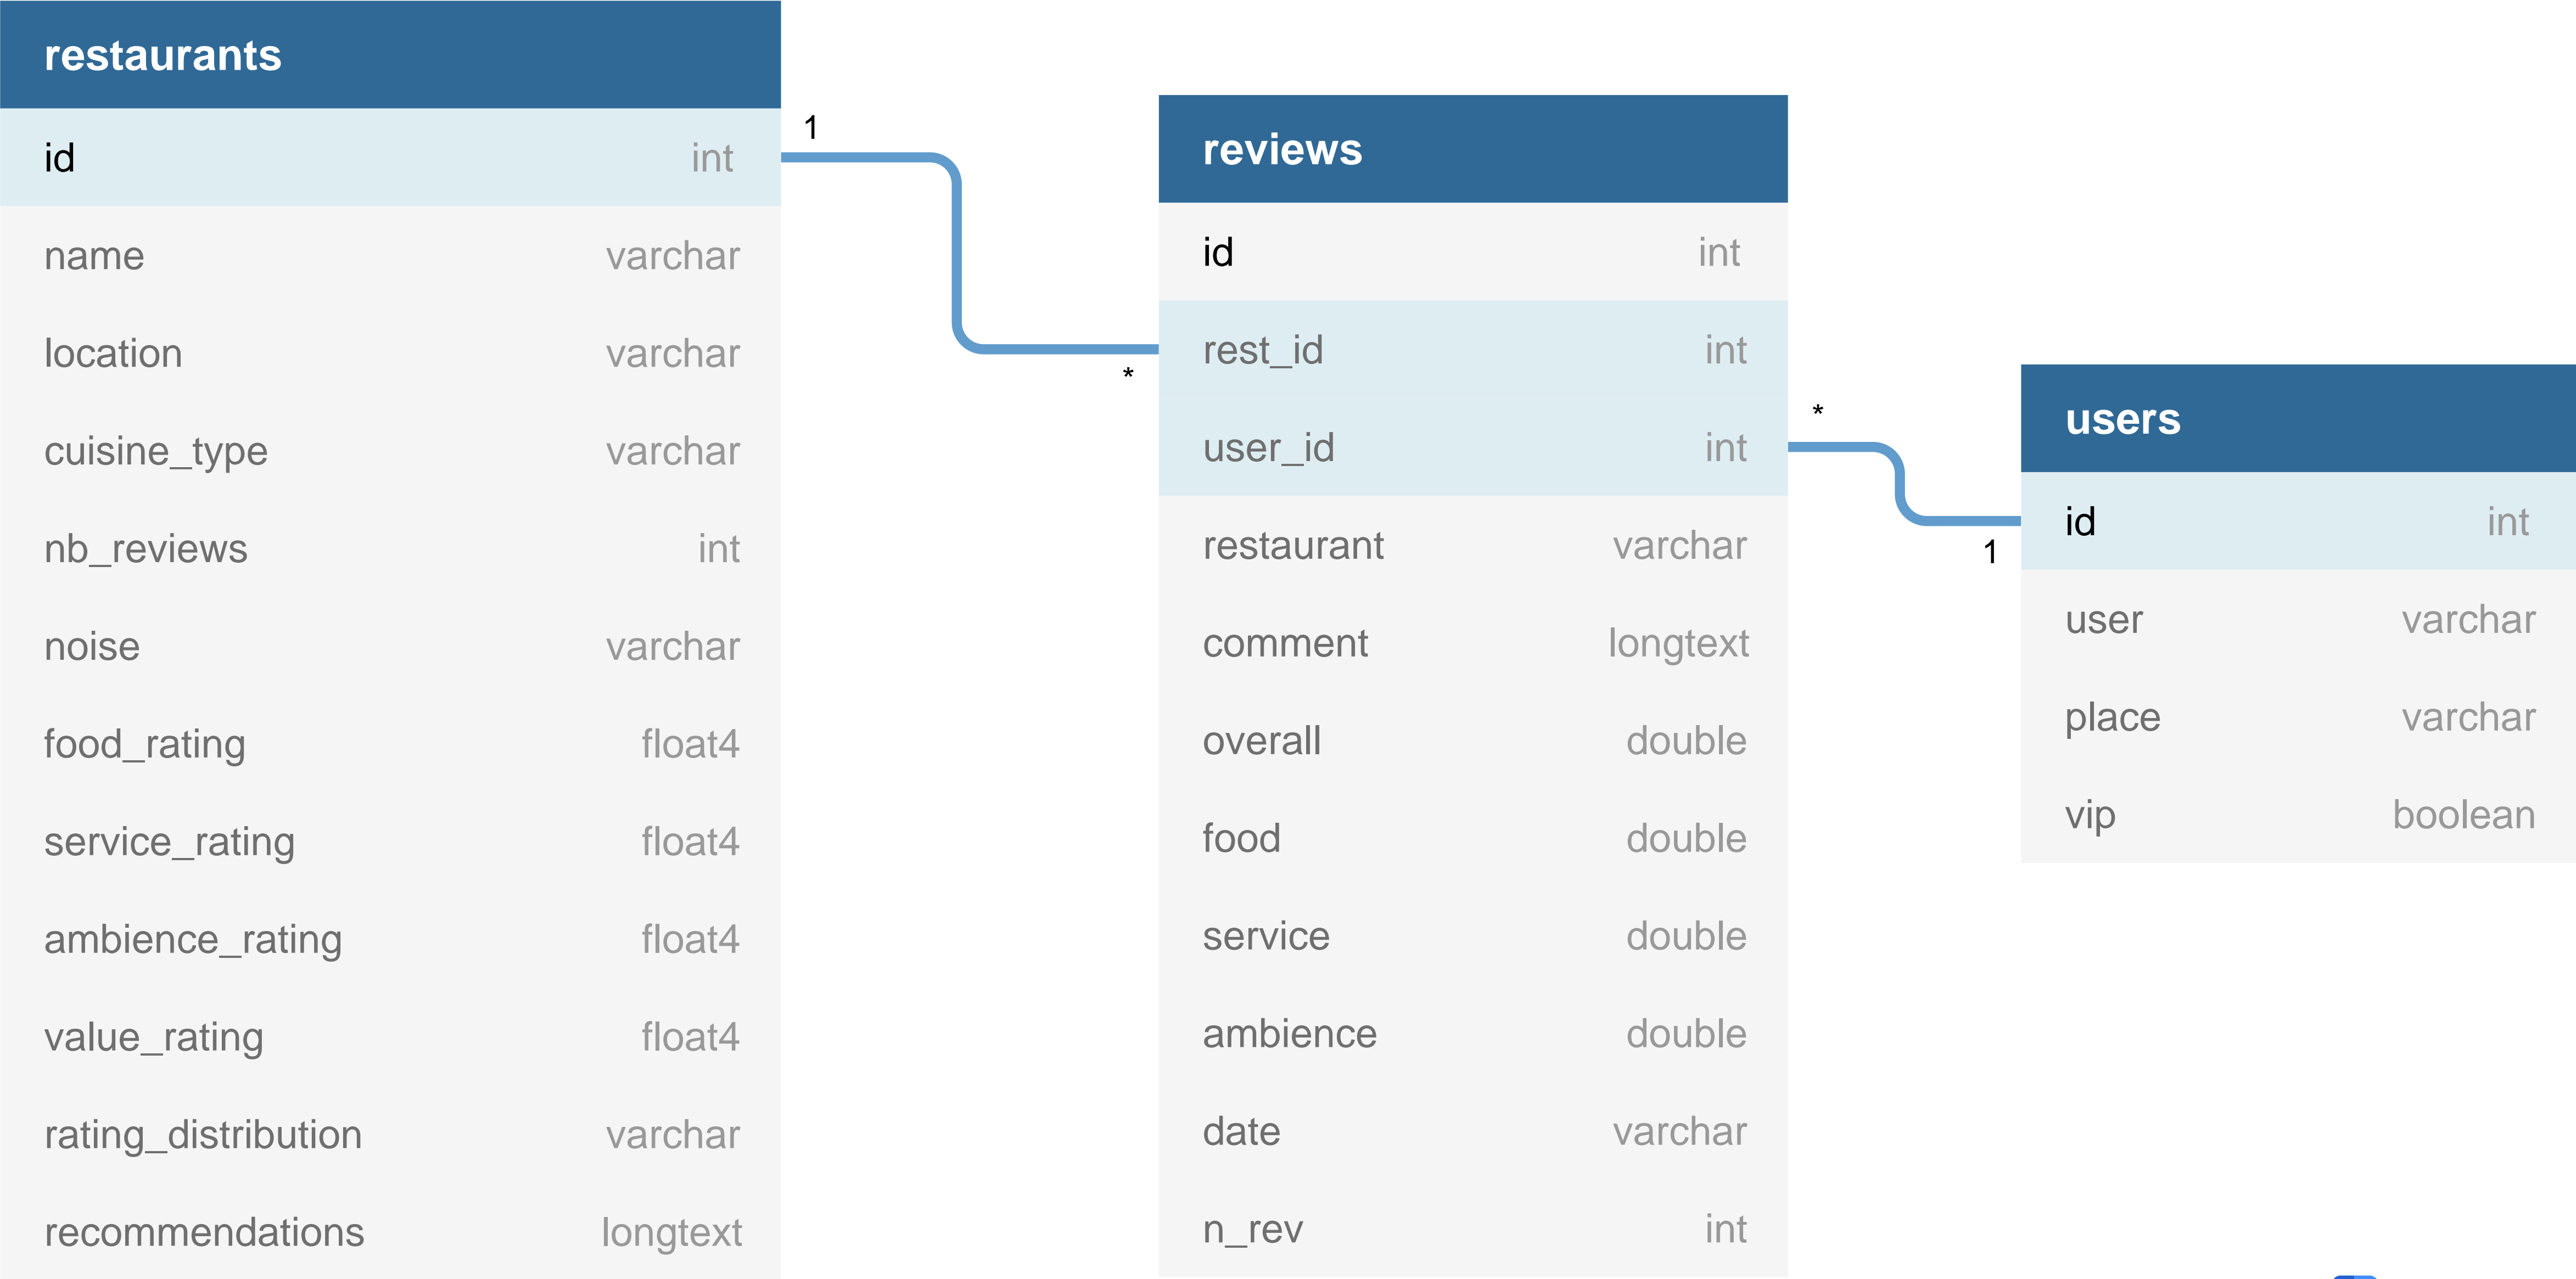 restaurants
id int
name varchar
location varchar
cuisine_type varchar
nb_reviews int
noise varchar
food_rating float4
service_rating float4
ambience_rating float4
value_rating float4
rating_distribution varchar
recommendations longtext
1
*
reviews
id int
rest_id int
user_id int
restaurant varchar
comment longtext
overall double
food double
service double
ambience double
date varchar
n_rev int
*
1
users
id int
user varchar
place varchar
vip boolean